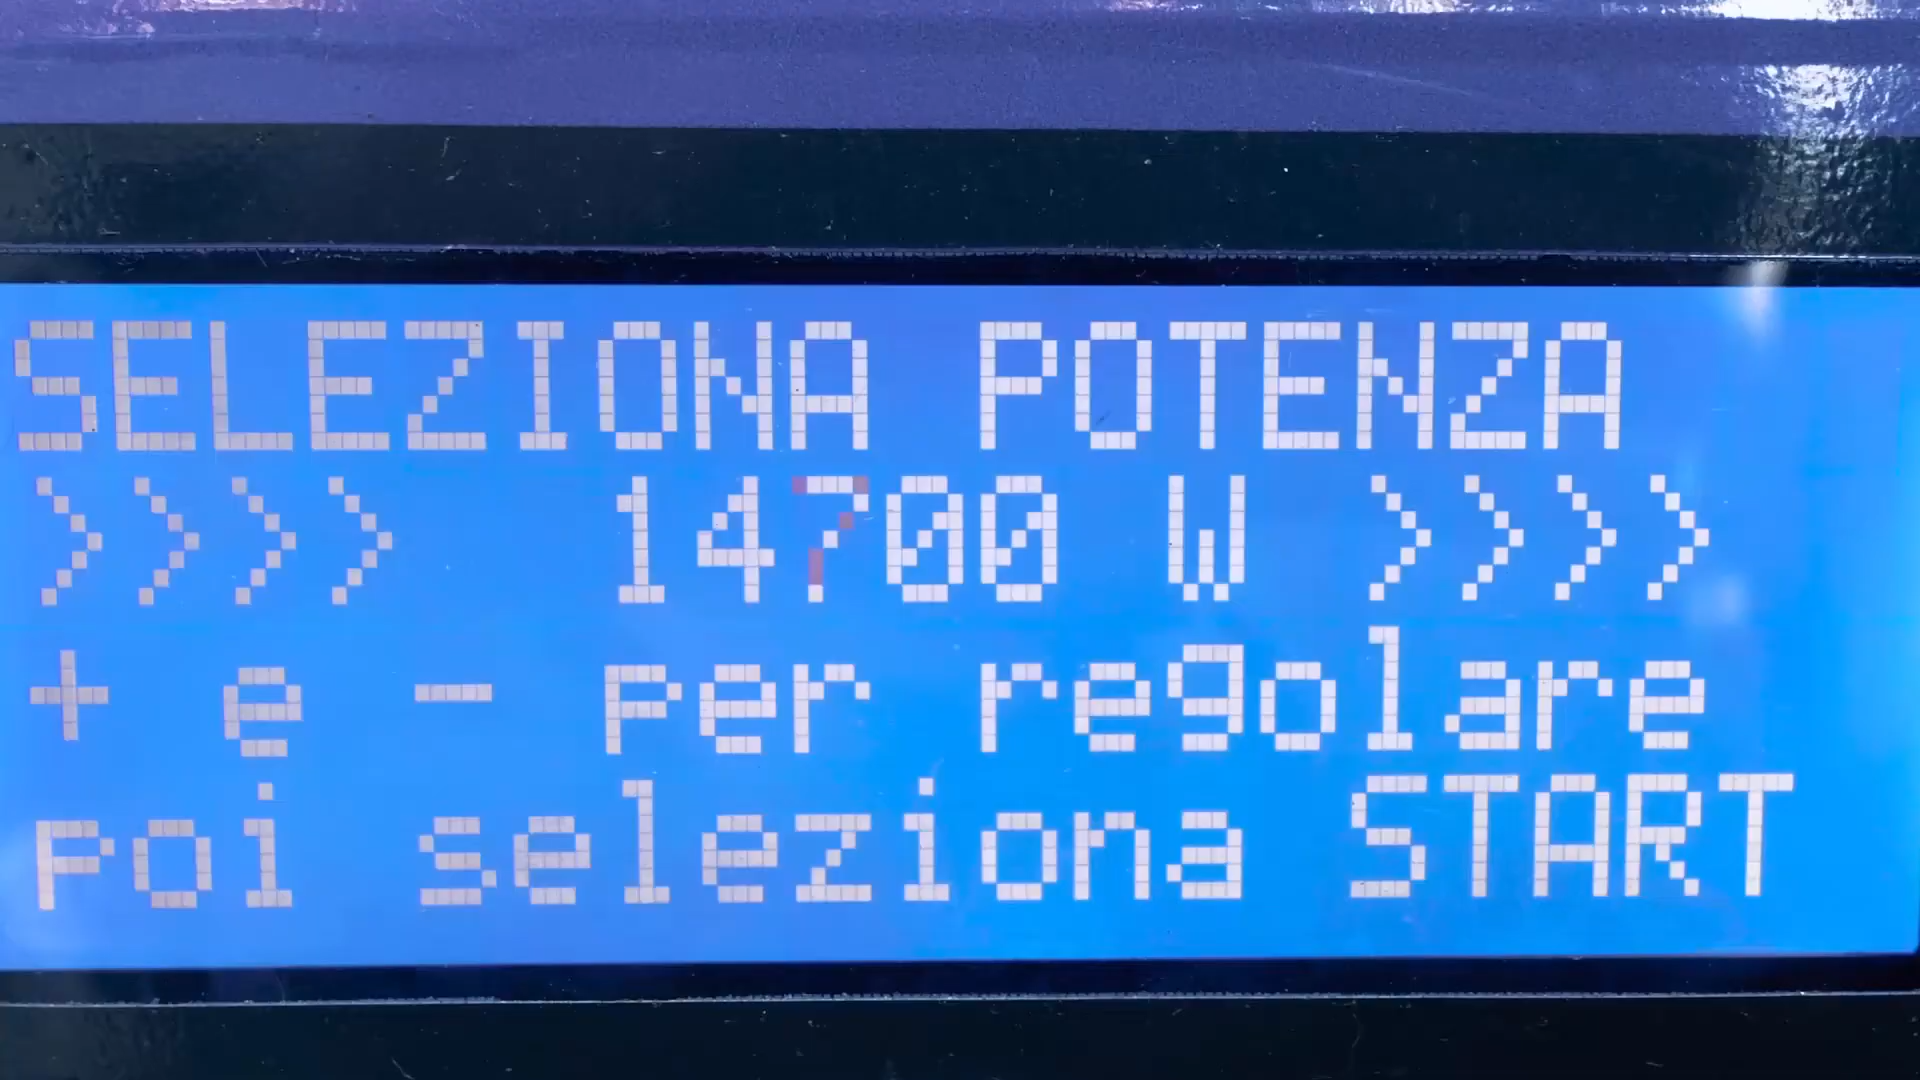 SELEZIONA POTENZA
>>>> 14700 W >>>>
+ e - per regolare
poi seleziona START